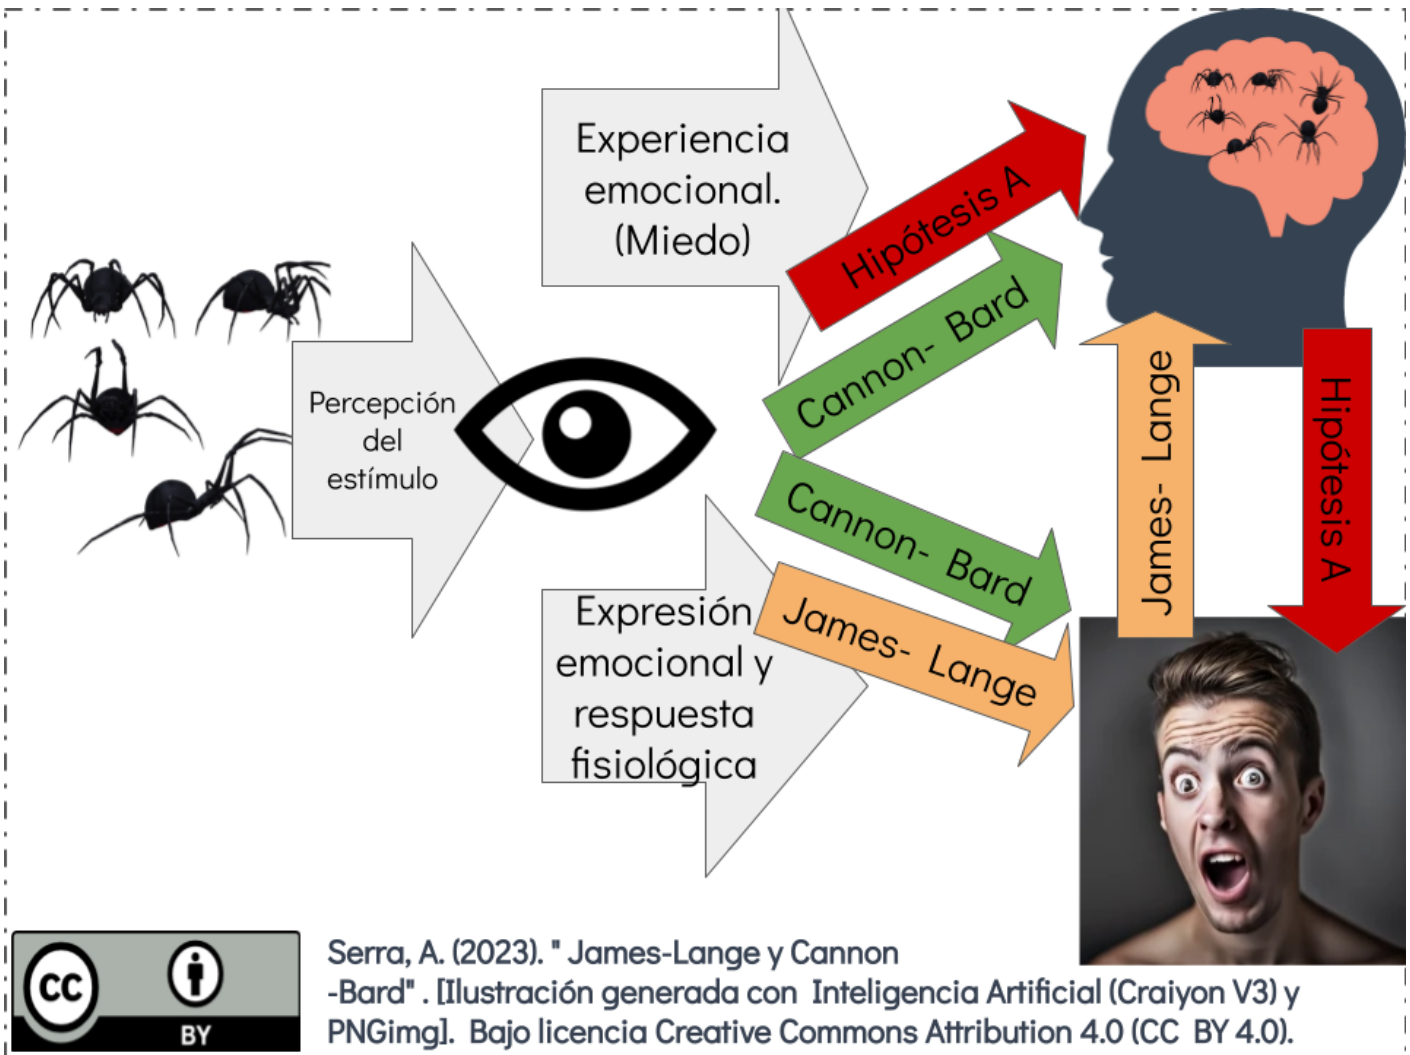 Experiencia
emocional.
(Miedo)
Hipótesis A
Cannon- Bard
Percepción
del
estímulo
Cannon- Bard
James- Lange
Hipótesis A
James- Lange
Expresión
emocional y
respuesta
fisiológica
cc
BY
Serra, A. (2023). " James-Lange y Cannon
-Bard" . [Ilustración generada con Inteligencia Artificial (Craiyon V3) y
PNGimg]. Bajo licencia Creative Commons Attribution 4.0 (CC BY 4.0).